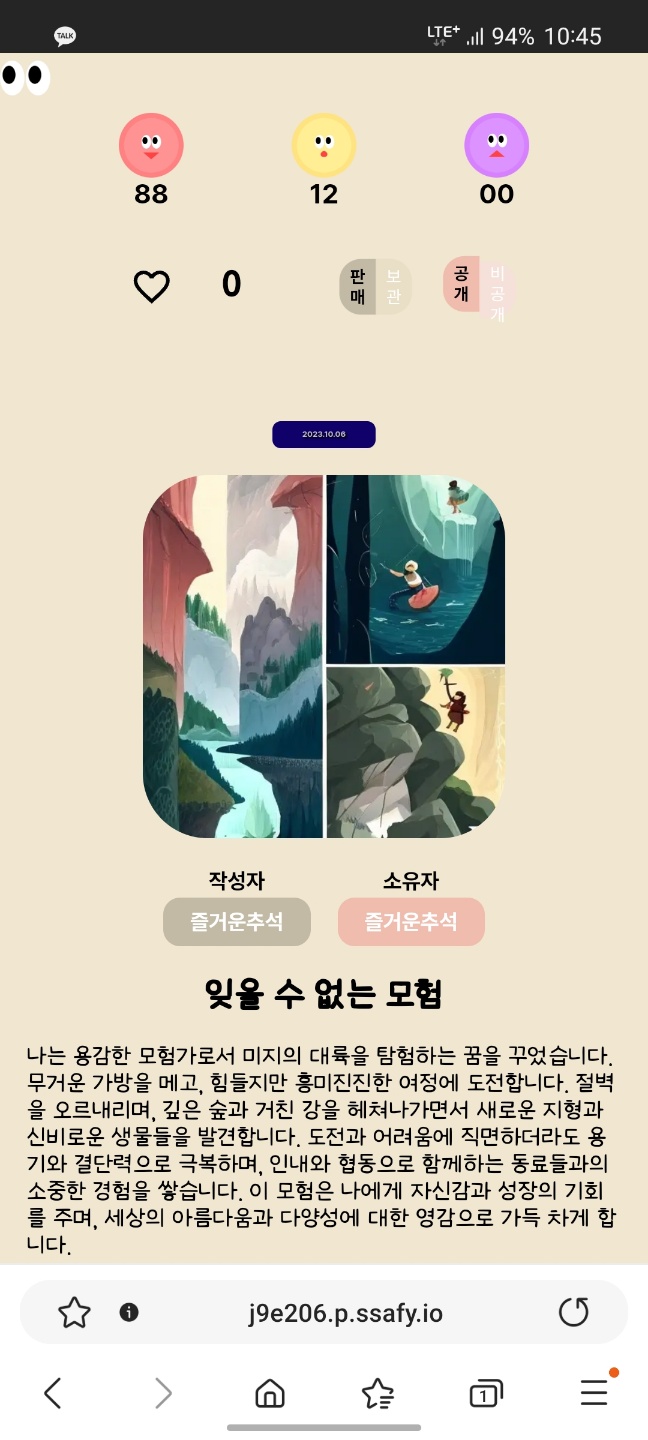 TALK
LTE+ 94% 10:45
88 12 00
0 판매 보관 공개 비공개
2023.10.06
작성자 소유자
즐거운추석 즐거운추석
잊을 수 없는 모험
나는 용감한 모험가로서 미지의 대륙을 탐험하는 꿈을 꾸었습니다.
무거운 가방을 메고, 힘들지만 흥미진진한 여정에 도전합니다. 절벽
을 오르내리며, 깊은 숲과 거친 강을 헤쳐나가면서 새로운 지형과
신비로운 생물들을 발견합니다. 도전과 어려움에 직면하더라도 용
기와 결단력으로 극복하며, 인내와 협동으로 함께하는 동료들과의
소중한 경험을 쌓습니다. 이 모험은 나에게 자신감과 성장의 기회
를 주며, 세상의 아름다움과 다양성에 대한 영감으로 가득 차게 합
니다.
j9e206.p.ssafy.io
1